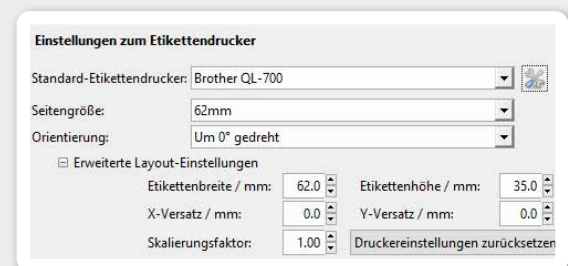 Einstellungen zum Etikettendrucker
Standard-Etikettendrucker: Brother QL-700
Seitengröße: 62mm
Orientierung: Um 0° gedreht
Erweiterte Layout-Einstellungen
Etikettenbreite / mm: 62.0 Etikettenhöhe / mm: 35.0
X-Versatz / mm: 0.0 Y-Versatz / mm: 0.0
Skalierungsfaktor: 1.00 Druckereinstellungen zurücksetzen